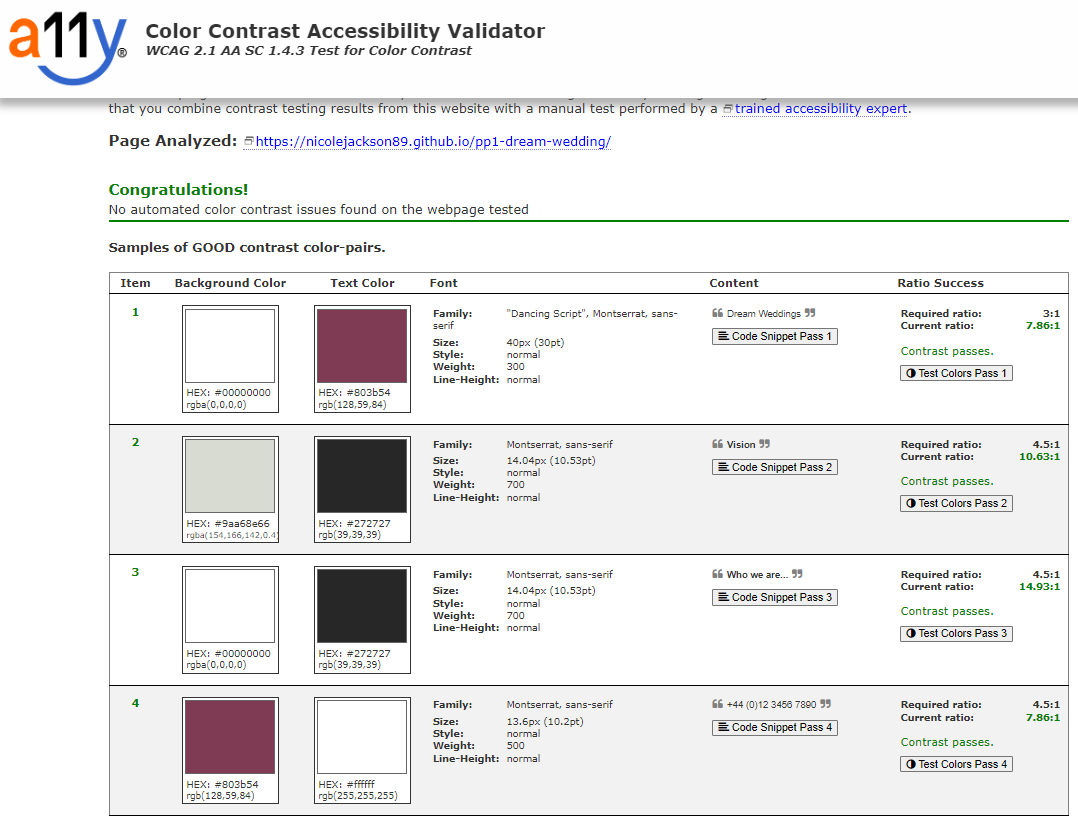 a11y®
Color Contrast Accessibility Validator
WCAG 2.1 AA SC 1.4.3 Test for Color Contrast
that you combine contrast testing results from this website with a manual test performed by a trained accessibility expert.
Page Analyzed: https://nicolejackson89.github.io/pp1-dream-wedding/
Congratulations!
No automated color contrast issues found on the webpage tested
Samples of GOOD contrast color-pairs.
Item Background Color Text Color Font Content Ratio Success
1
HEX: #00000000
rgba(0,0,0,0)
HEX: #803b54
rgb(128,59,84)
Family: "Dancing Script", Montserrat, sans-
serif
Size: 40px (30pt)
Style: normal
Weight: 300
Line-Height: normal
❝ Dream Weddings ❞
Code Snippet Pass 1
Required ratio: 3:1
Current ratio: 7.86:1
Contrast passes.
Test Colors Pass 1
2
HEX: #9aa68e66
rgba(154,166,142,0.4)
HEX: #272727
rgb(39,39,39)
Family: Montserrat, sans-serif
Size: 14.04px (10.53pt)
Style: normal
Weight: 700
Line-Height: normal
❝ Vision ❞
Code Snippet Pass 2
Required ratio: 4.5:1
Current ratio: 10.63:1
Contrast passes.
Test Colors Pass 2
3
HEX: #00000000
rgba(0,0,0,0)
HEX: #272727
rgb(39,39,39)
Family: Montserrat, sans-serif
Size: 14.04px (10.53pt)
Style: normal
Weight: 700
Line-Height: normal
❝ Who we are... ❞
Code Snippet Pass 3
Required ratio: 4.5:1
Current ratio: 14.93:1
Contrast passes.
Test Colors Pass 3
4
HEX: #803b54
rgb(128,59,84)
HEX: #ffffff
rgb(255,255,255)
Family: Montserrat, sans-serif
Size: 13.6px (10.2pt)
Style: normal
Weight: 500
Line-Height: normal
❝ +44 (0)12 3456 7890 ❞
Code Snippet Pass 4
Required ratio: 4.5:1
Current ratio: 7.86:1
Contrast passes.
Test Colors Pass 4